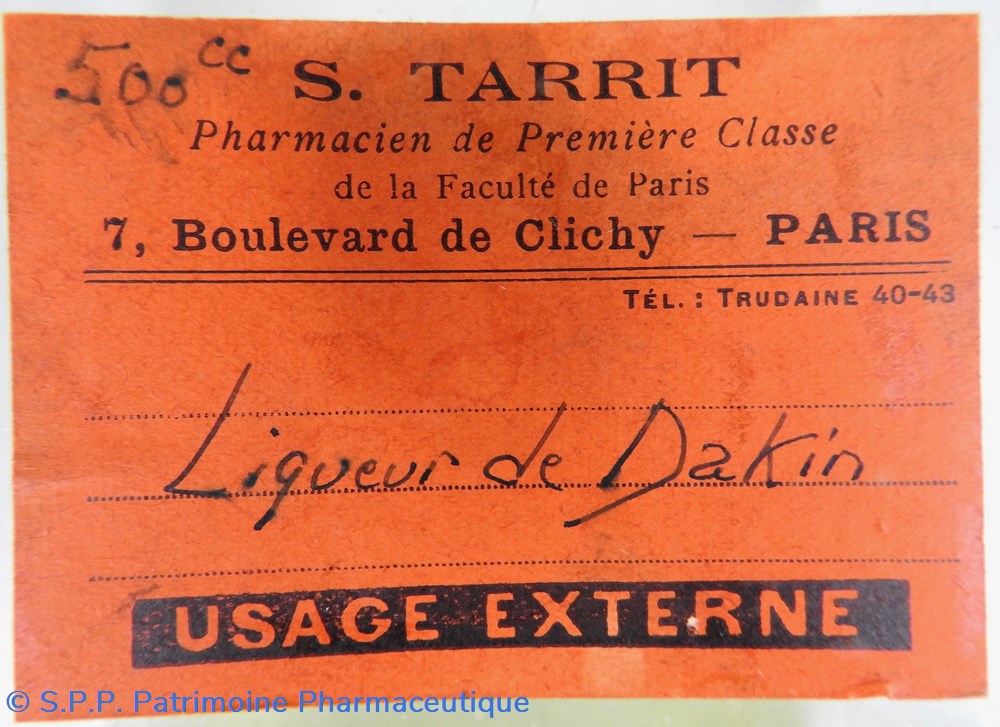 500 cc
S. TARRIT
Pharmacien de Première Classe
de la Faculté de Paris
7, Boulevard de Clichy — PARIS
TÉL. : TRUDAINE 40-43
Liqueur de Dakin
USAGE EXTERNE
© S.P.P. Patrimoine Pharmaceutique